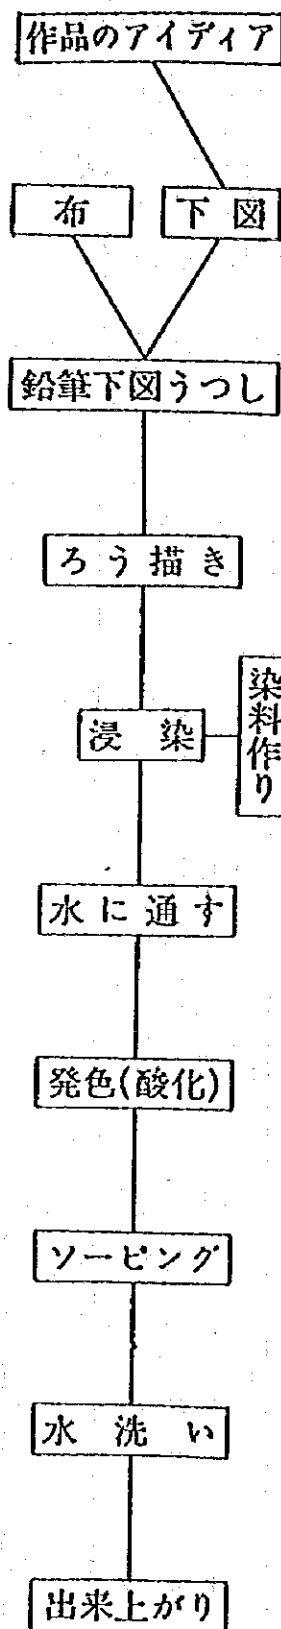 作品のアイディア
布
下図
鉛筆下図うつし
ろう描き
浸染
染料作り
水に通す
発色(酸化)
ソーピング
水洗い
出来上がり